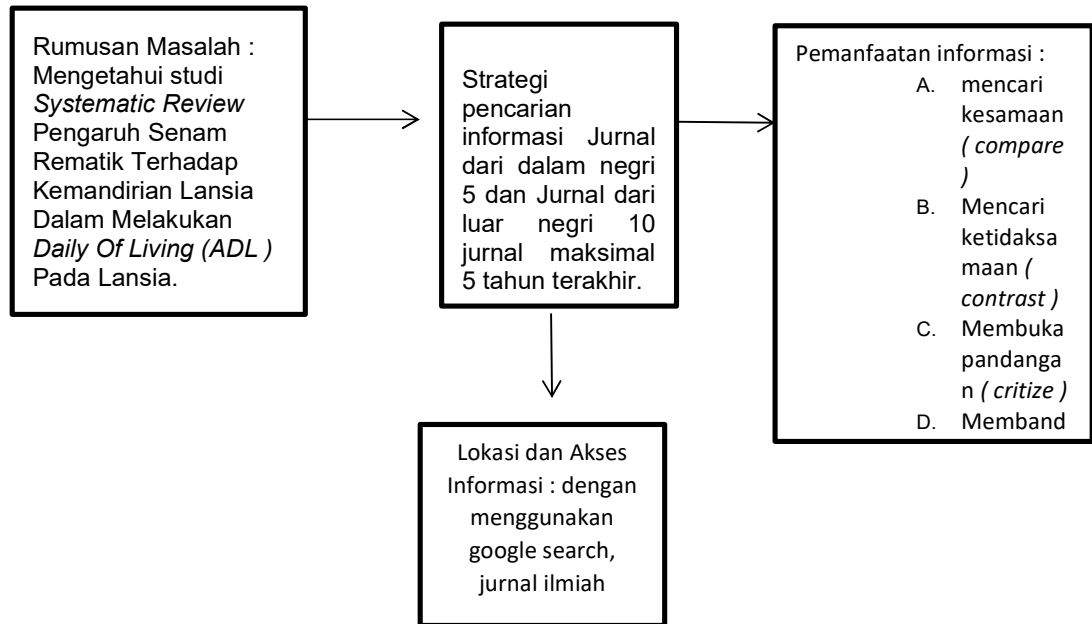 Rumusan Masalah :
Mengetahui studi
Systematic Review
Pengaruh Senam
Rematik Terhadap
Kemandirian Lansia
Dalam Melakukan
Daily Of Living (ADL )
Pada Lansia.
Strategi
pencarian
informasi Jurnal
dari dalam negri
5 dan Jurnal dari
luar negri 10
jurnal maksimal
5 tahun terakhir.
Pemanfaatan informasi :
A. mencari
kesamaan
( compare
)
B. Mencari
ketidaksa
maan (
contrast )
C. Membuka
pandanga
n ( critize )
D. Memband
Lokasi dan Akses
Informasi : dengan
menggunakan
google search,
jurnal ilmiah